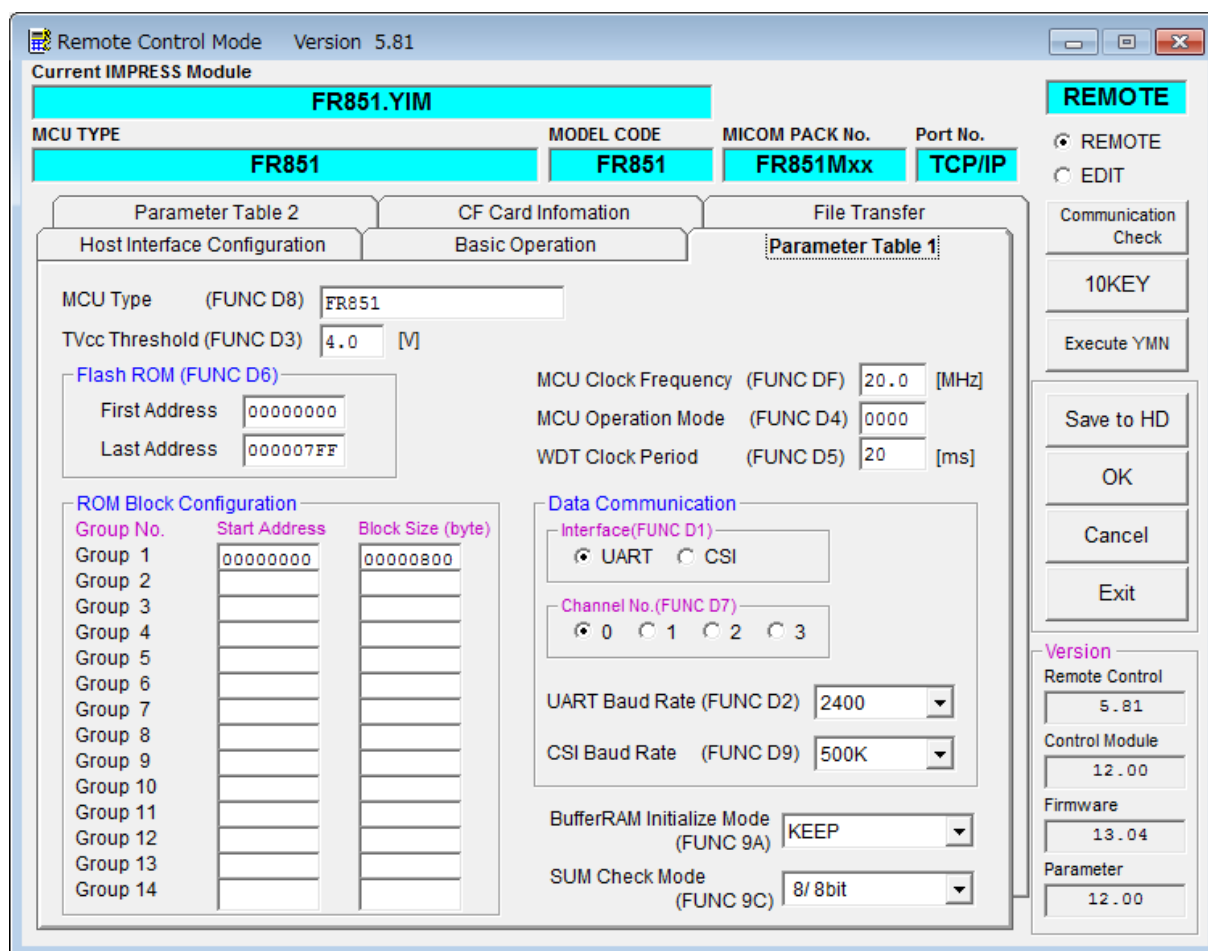 Remote Control Mode Version 5.81
Current IMPRESS Module
FR851.YIM
REMOTE
MCU TYPE MODEL CODE MICOM PACK No. Port No.
FR851 FR851 FR851Mxx TCP/IP
REMOTE
EDIT
Parameter Table 2 CF Card Infomation File Transfer
Host Interface Configuration Basic Operation Parameter Table 1
MCU Type (FUNC D8) FR851
TVcc Threshold (FUNC D3) 4.0 [V]
Flash ROM (FUNC D6)
First Address 00000000
Last Address 000007FF
MCU Clock Frequency (FUNC DF) 20.0 [MHz]
MCU Operation Mode (FUNC D4) 0000
WDT Clock Period (FUNC D5) 20 [ms]
ROM Block Configuration
Group No. Start Address Block Size (byte)
Group 1 00000000 00000800
Group 2
Group 3
Group 4
Group 5
Group 6
Group 7
Group 8
Group 9
Group 10
Group 11
Group 12
Group 13
Group 14
Data Communication
Interface(FUNC D1)
UART CSI
Channel No.(FUNC D7)
0 1 2 3
UART Baud Rate (FUNC D2) 2400
CSI Baud Rate (FUNC D9) 500K
BufferRAM Initialize Mode
(FUNC 9A) KEEP
SUM Check Mode
(FUNC 9C) 8/ 8bit
Communication
Check
10KEY
Execute YMN
Save to HD
OK
Cancel
Exit
Version
Remote Control
5.81
Control Module
12.00
Firmware
13.04
Parameter
12.00